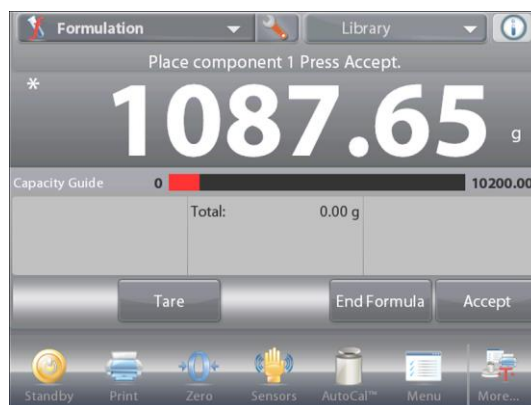 Formulation
Library
Place component 1 Press Accept.
*
1087.65 g
Capacity Guide 0 10200.00
Total: 0.00 g
Tare
End Formula
Accept
Standby
Print
Zero
Sensors
AutoCal™
Menu
More...